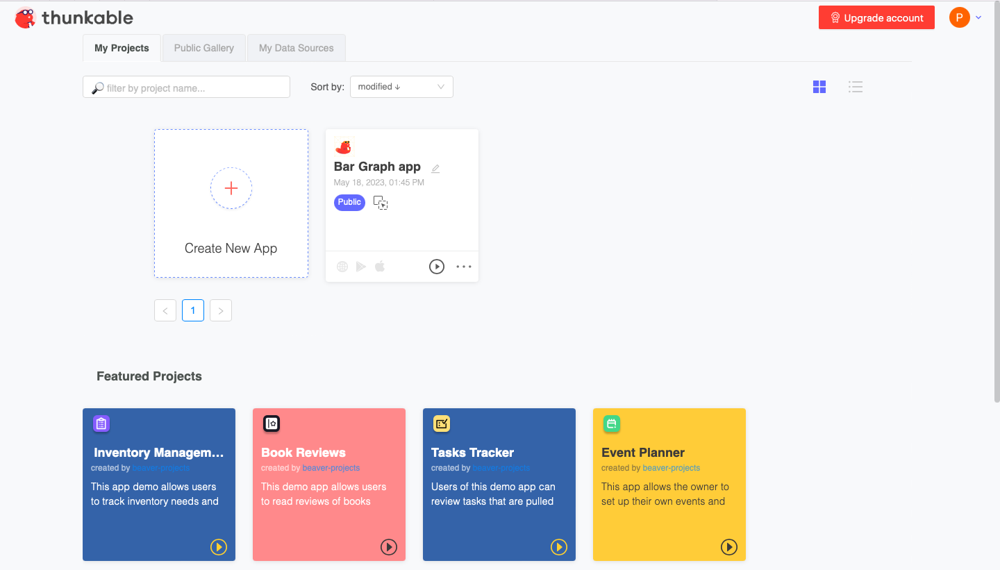 thunkable
Upgrade account
P
My Projects
Public Gallery
My Data Sources
filter by project name...
Sort by:
modified ↓
Create New App
Bar Graph app
May 18, 2023, 01:45 PM
Public
< 1 >
Featured Projects
Inventory Managem...
created by beaver-projects
This app demo allows users
to track inventory needs and
Book Reviews
created by beaver-projects
This demo app allows users
to read reviews of books
Tasks Tracker
created by beaver-projects
Users of this demo app can
review tasks that are pulled
Event Planner
created by beaver-projects
This app allows the owner to
set up their own events and